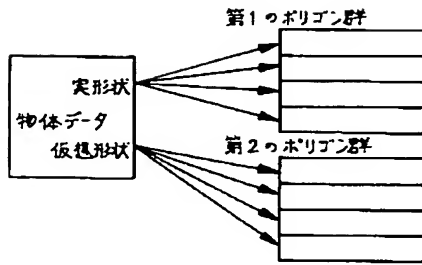 第1のポリゴン群
実形状
物体データ
仮想形状
第2のポリゴン群